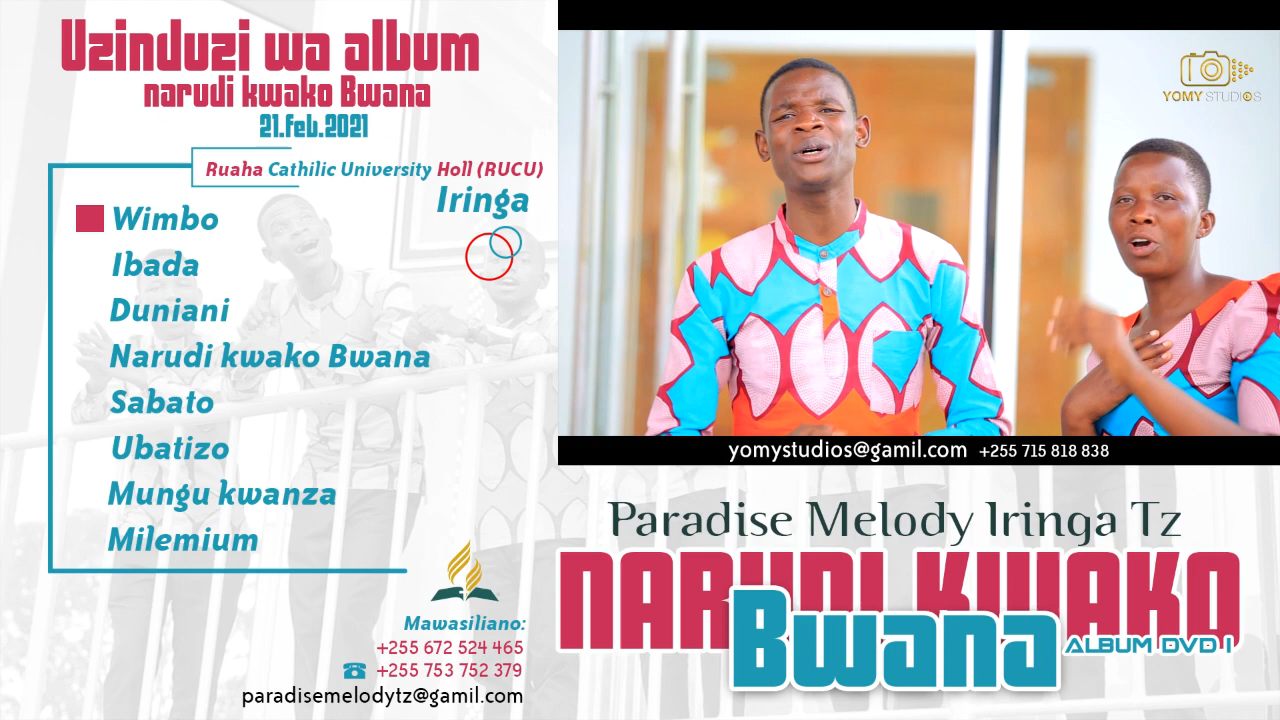 Uzinduzi wa album
narudi kwako Bwana
21.feb.2021
Ruaha Cathilic University Holl (RUCU)
Iringa
Wimbo
Ibada
Duniani
Narudi kwako Bwana
Sabato
Ubatizo
Mungu kwanza
Milemium
Mawasiliano:
+255 672 524 465
+255 753 752 379
paradisemelodytz@gamil.com
YOMY STUDIOS
yomystudios@gamil.com +255 715 818 838
Paradise Melody Iringa Tz
NARUDI KWAKO
Bwana
ALBUM DVD 1